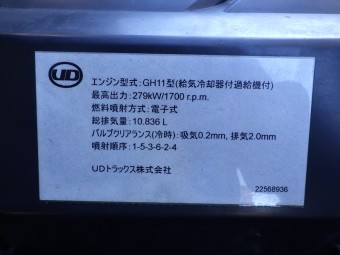 UD
エンジン型式:GH11型(給気冷却器付過給機付)
最高出力:279kW/1700 r.p.m.
燃料噴射方式:電子式
総排気量:10.836 L
バルブクリアランス(冷時):吸気0.2mm, 排気2.0mm
噴射順序:1-5-3-6-2-4
UDトラックス株式会社
22568936